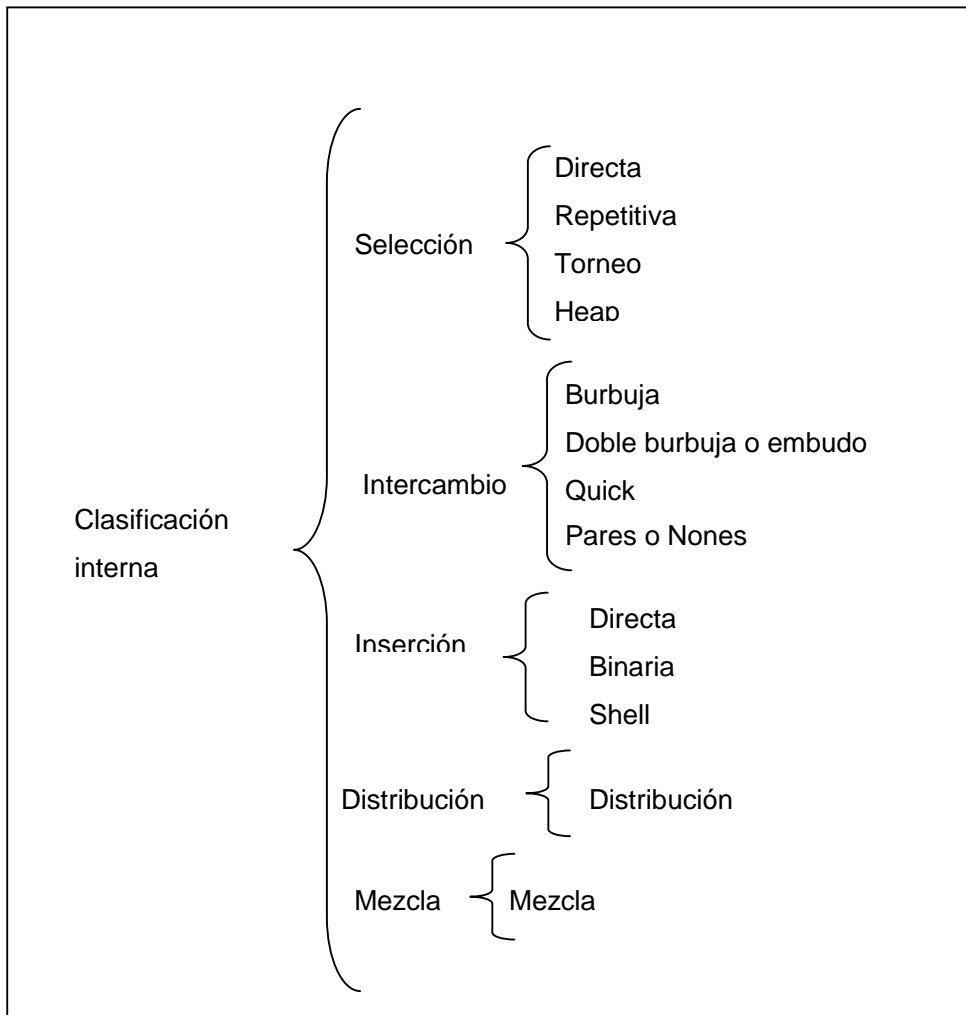 Clasificación
interna
Selección
Directa
Repetitiva
Torneo
Heap
Intercambio
Burbuja
Doble burbuja o embudo
Quick
Pares o Nones
Inserción
Directa
Binaria
Shell
Distribución
Distribución
Mezcla
Mezcla